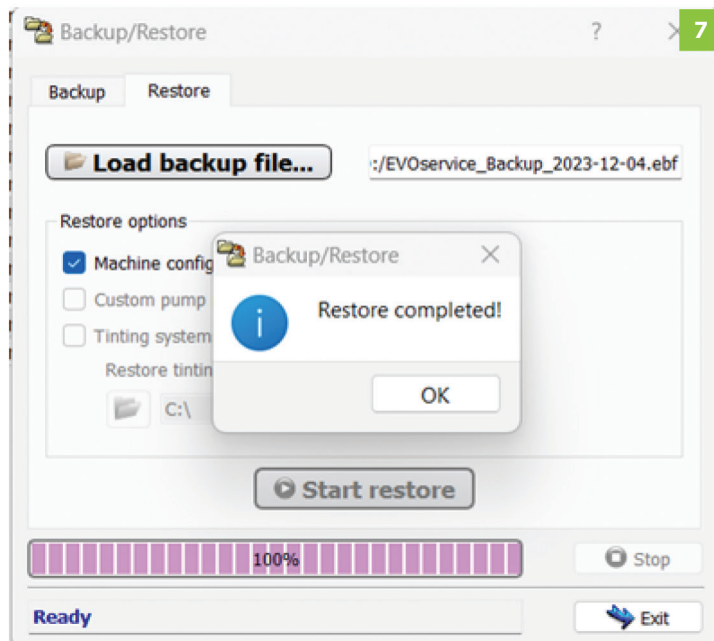 Backup/Restore ? 7
Backup Restore
Load backup file... :/EVOservice_Backup_2023-12-04.ebf
Restore options
Machine config
Custom pump
Tinting system
Restore tintin
C:\
Backup/Restore
Restore completed!
OK
Start restore
100% Stop
Ready Exit